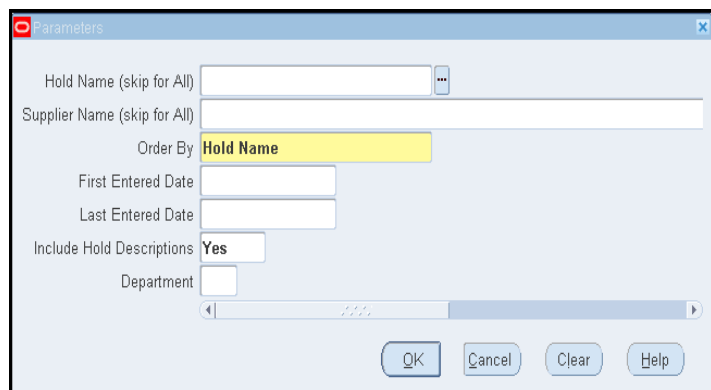 Parameters
Hold Name (skip for All)
Supplier Name (skip for All)
Order By Hold Name
First Entered Date
Last Entered Date
Include Hold Descriptions Yes
Department
OK Cancel Clear Help